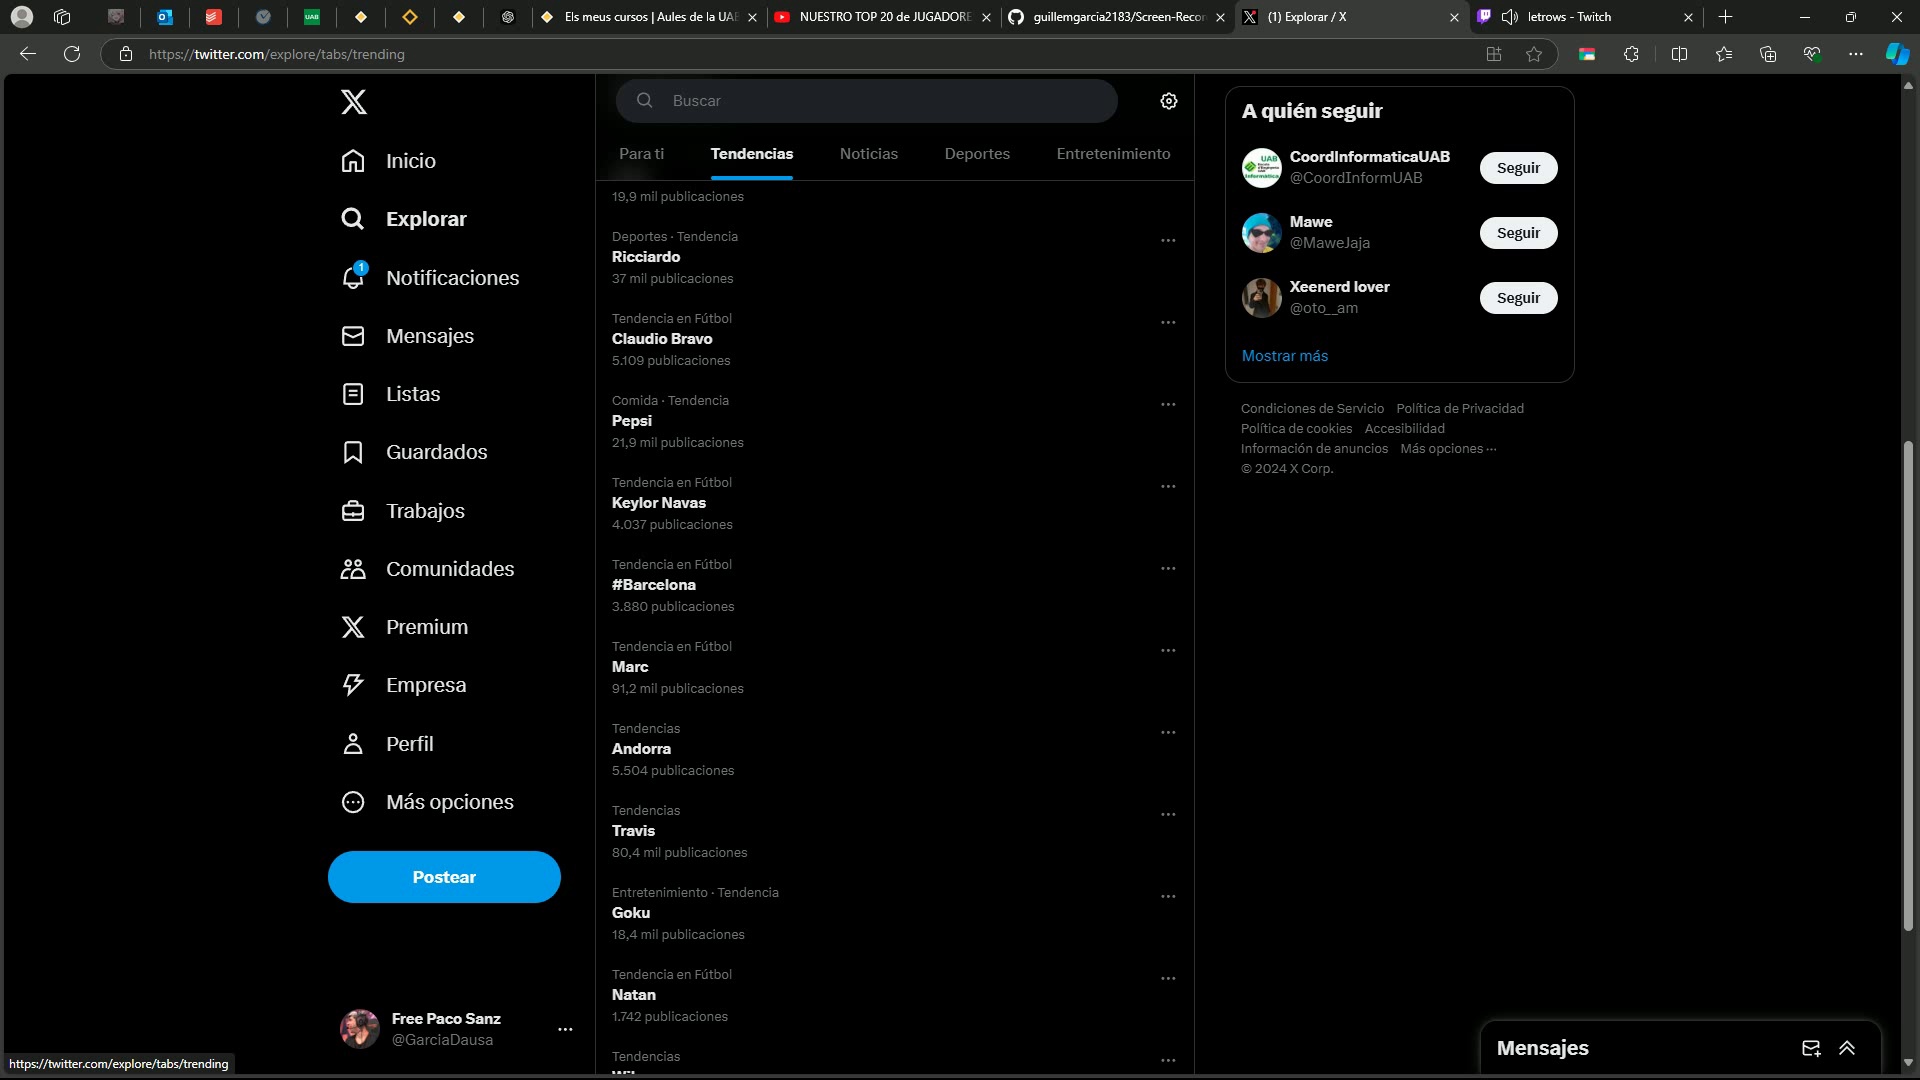 UAB
Els meus cursos | Aules de la UAB
NUESTRO TOP 20 de JUGADORE
guillemgarcia2183/Screen-Recor
(1) Explorar / X
letrows - Twitch
https://twitter.com/explore/tabs/trending
Inicio
Explorar
1
Notificaciones
Mensajes
Listas
Guardados
Trabajos
Comunidades
Premium
Empresa
Perfil
Más opciones
Postear
Free Paco Sanz
@GarciaDausa
https://twitter.com/explore/tabs/trending
Buscar
Para ti
Tendencias
Noticias
Deportes
Entretenimiento
19,9 mil publicaciones
Deportes · Tendencia
Ricciardo
37 mil publicaciones
Tendencia en Fútbol
Claudio Bravo
5.109 publicaciones
Comida · Tendencia
Pepsi
21,9 mil publicaciones
Tendencia en Fútbol
Keylor Navas
4.037 publicaciones
Tendencia en Fútbol
#Barcelona
3.880 publicaciones
Tendencia en Fútbol
Marc
91,2 mil publicaciones
Tendencias
Andorra
5.504 publicaciones
Tendencias
Travis
80,4 mil publicaciones
Entretenimiento · Tendencia
Goku
18,4 mil publicaciones
Tendencia en Fútbol
Natan
1.742 publicaciones
Tendencias
A quién seguir
UAB
Informàtica
CoordInformaticaUAB
@CoordInformUAB
Seguir
Mawe
@MaweJaja
Seguir
Xeenerd lover
@oto__am
Seguir
Mostrar más
Condiciones de Servicio Política de Privacidad
Política de cookies Accesibilidad
Información de anuncios Más opciones ···
© 2024 X Corp.
Mensajes